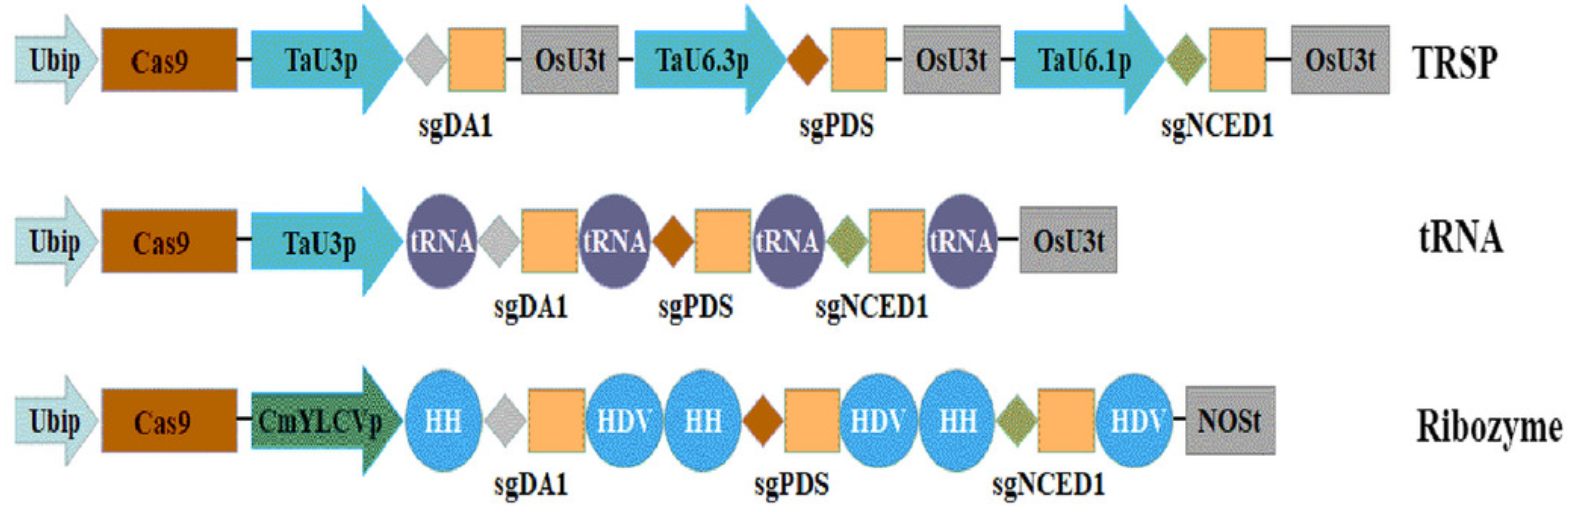 Ubip Cas9 TaU3p OsU3t TaU6.3p OsU3t TaU6.1p OsU3t TRSP
sgDA1 sgPDS sgNCED1
Ubip Cas9 TaU3p tRNA tRNA tRNA tRNA OsU3t tRNA
sgDA1 sgPDS sgNCED1
Ubip Cas9 CmYLCVp HH HDV HH HDV HH HDV NOSt Ribozyme
sgDA1 sgPDS sgNCED1